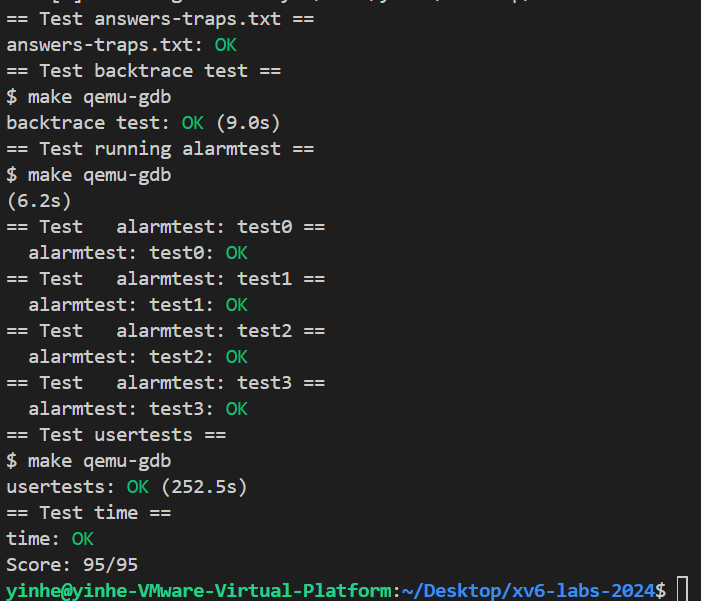 == Test answers-traps.txt ==
answers-traps.txt: OK
== Test backtrace test ==
$ make qemu-gdb
backtrace test: OK (9.0s)
== Test running alarmtest ==
$ make qemu-gdb
(6.2s)
== Test   alarmtest: test0 ==
  alarmtest: test0: OK
== Test   alarmtest: test1 ==
  alarmtest: test1: OK
== Test   alarmtest: test2 ==
  alarmtest: test2: OK
== Test   alarmtest: test3 ==
  alarmtest: test3: OK
== Test usertests ==
$ make qemu-gdb
usertests: OK (252.5s)
== Test time ==
time: OK
Score: 95/95
yinhe@yinhe-VMware-Virtual-Platform:~/Desktop/xv6-labs-2024$